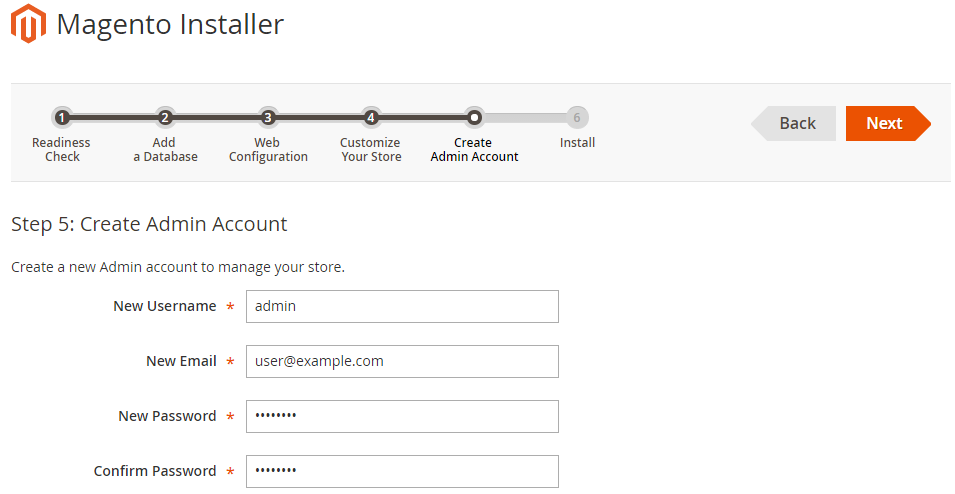 Magento Installer
1 2 3 4 6
Readiness Check
Add a Database
Web Configuration
Customize Your Store
Create Admin Account
Install
Back
Next
Step 5: Create Admin Account
Create a new Admin account to manage your store.
New Username * admin
New Email * user@example.com
New Password * ••••••••
Confirm Password * ••••••••